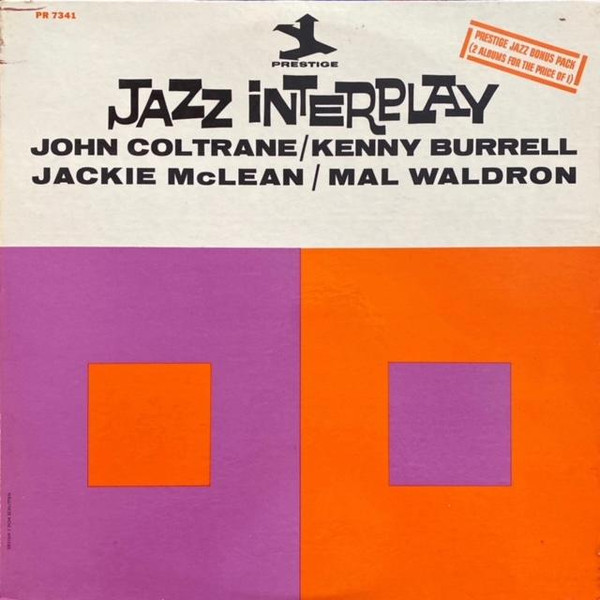 PR 7341
PRESTIGE
PRESTIGE JAZZ BONUS PACK
(2 ALBUMS FOR THE PRICE OF 1)
JAZZ iNTERPLAY
JOHN COLTRANE/KENNY BURRELL
JACKIE McLEAN / MAL WALDRON